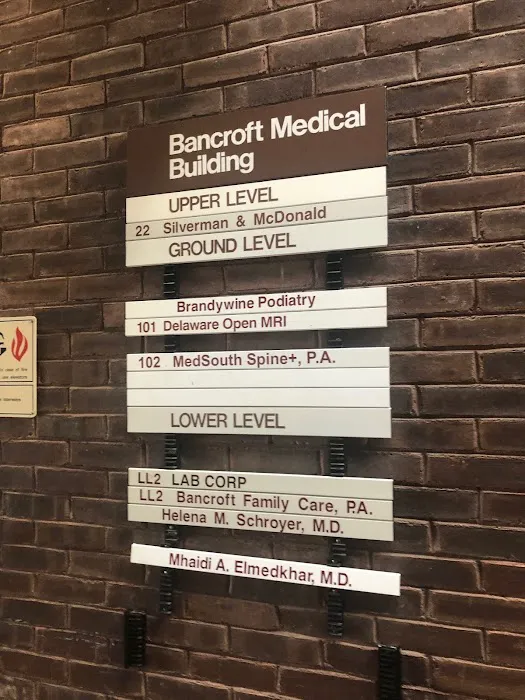 Bancroft Medical
Building
UPPER LEVEL
22 Silverman & McDonald
GROUND LEVEL
Brandywine Podiatry
101 Delaware Open MRI
102 MedSouth Spine+, P.A.
LOWER LEVEL
LL2 LAB CORP
LL2 Bancroft Family Care, P.A.
Helena M. Schroyer, M.D.
Mhaidi A. Elmedkhar, M.D.